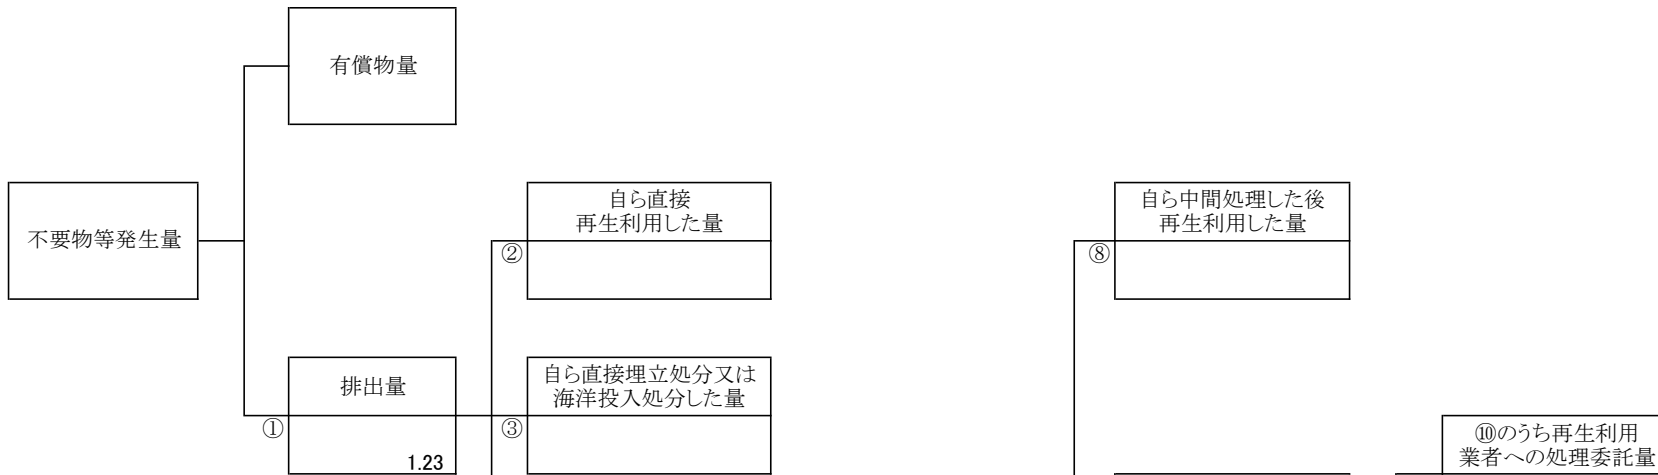 有償物量
不要物等発生量
自ら直接
再生利用した量
②
自ら中間処理した後
再生利用した量
⑧
排出量
①
1.23
自ら直接埋立処分又は
海洋投入処分した量
③
⑩のうち再生利用
業者への処理委託量